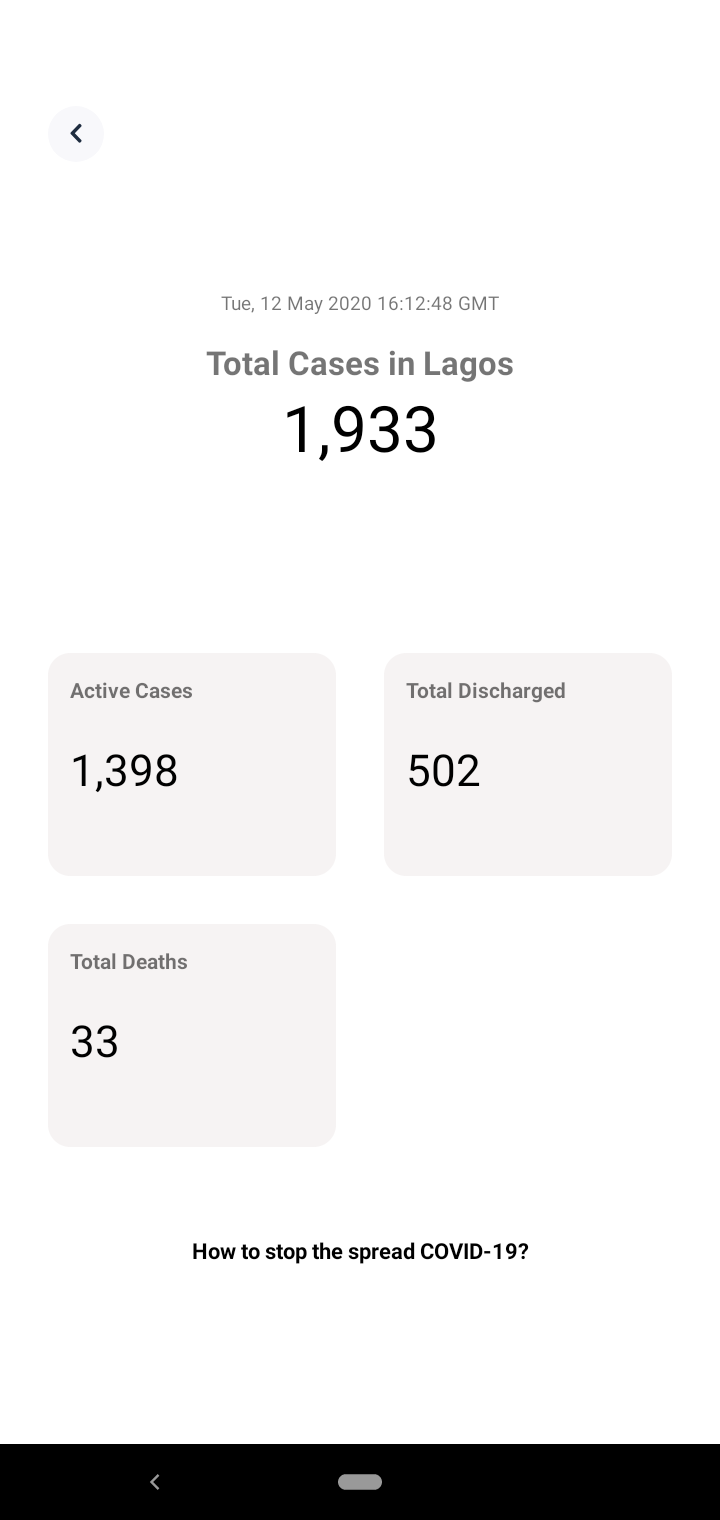 Tue, 12 May 2020 16:12:48 GMT
Total Cases in Lagos
1,933
Active Cases
1,398
Total Discharged
502
Total Deaths
33
How to stop the spread COVID-19?